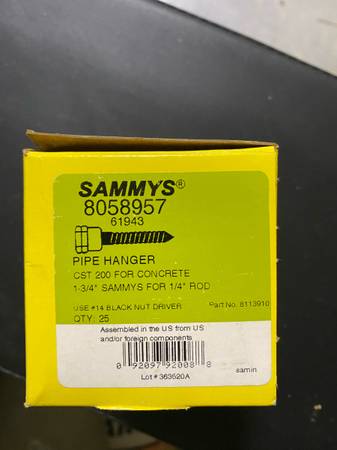 SAMMYS®
8058957
61943
PIPE HANGER
CST 200 FOR CONCRETE
1-3/4" SAMMYS FOR 1/4" ROD
USE #14 BLACK NUT DRIVER Part No. 8113910
QTY: 25
Assembled in the US from US
and/or foreign components
0 92097 92008 8
samin
Lot # 363520A